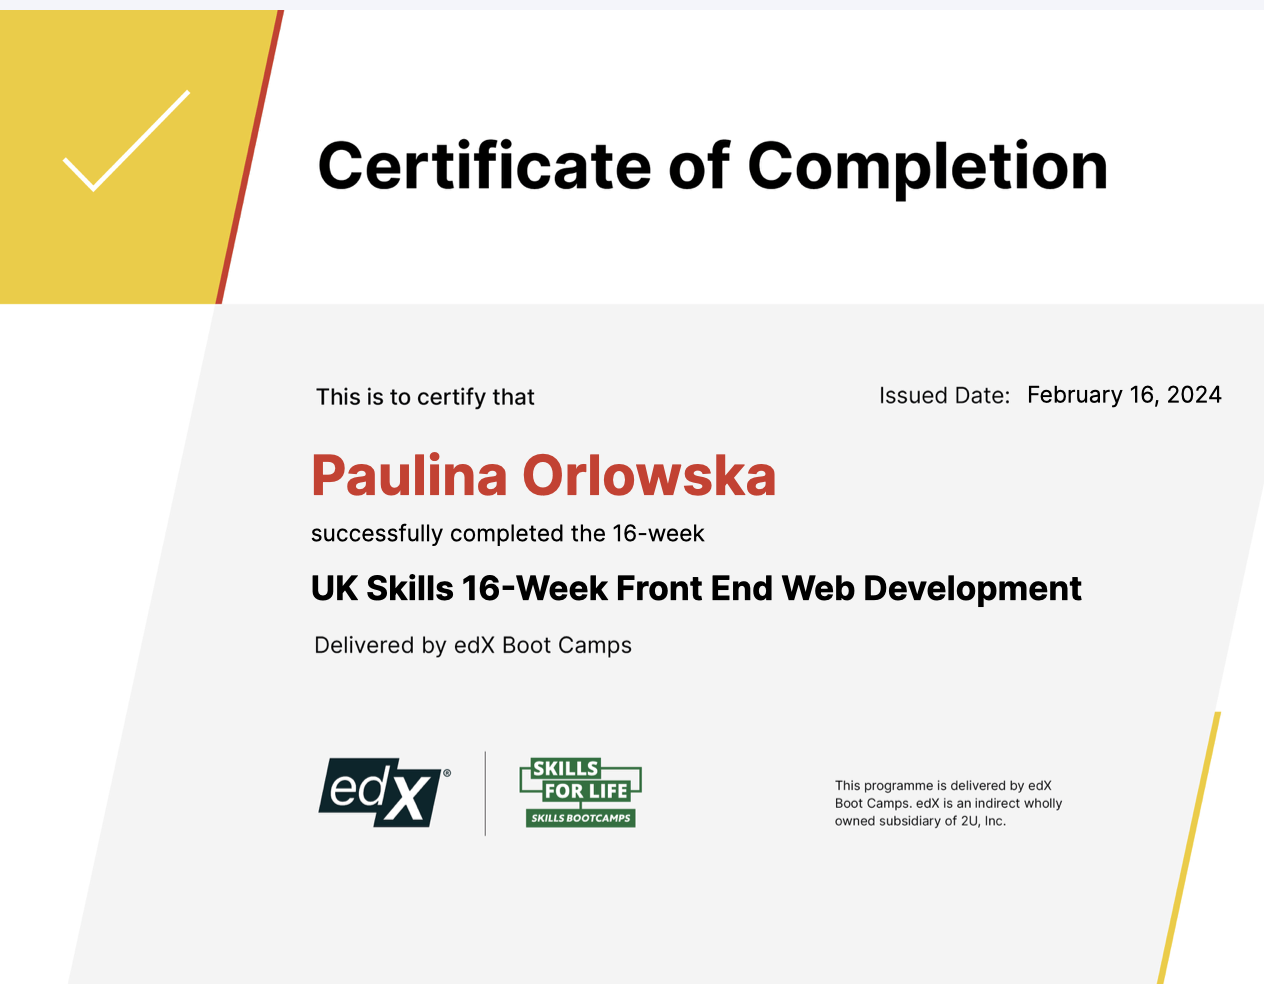 Certificate of Completion
This is to certify that
Issued Date: February 16, 2024
Paulina Orlowska
successfully completed the 16-week
UK Skills 16-Week Front End Web Development
Delivered by edX Boot Camps
edX®
SKILLS
FOR LIFE
SKILLS BOOTCAMPS
This programme is delivered by edX
Boot Camps. edX is an indirect wholly
owned subsidiary of 2U, Inc.